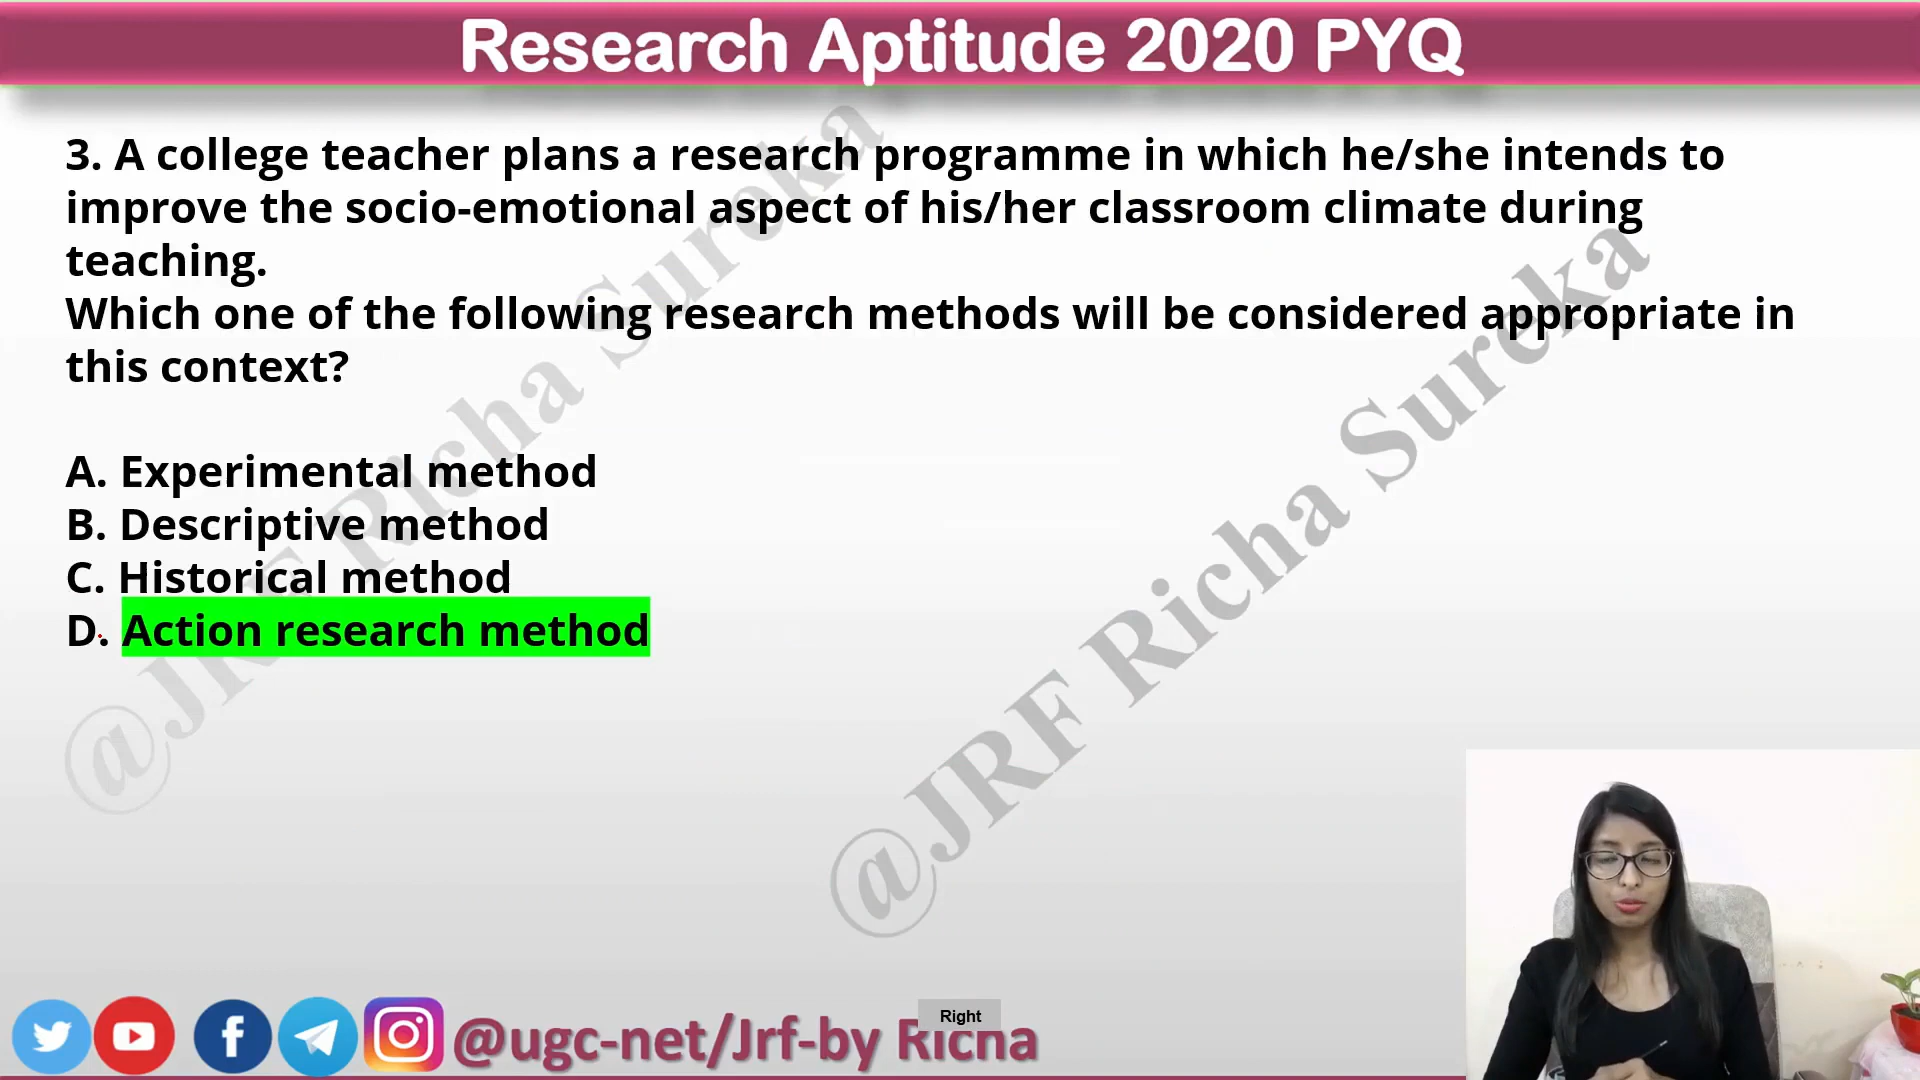 Research Aptitude 2020 PYQ
3. A college teacher plans a research programme in which he/she intends to
improve the socio-emotional aspect of his/her classroom climate during
teaching.
Which one of the following research methods will be considered appropriate in
this context?
A. Experimental method
B. Descriptive method
C. Historical method
D. Action research method
@JRF Richa Sureka
@JRF Richa Sureka
@ugc-net/Jrf-by Richa
Right